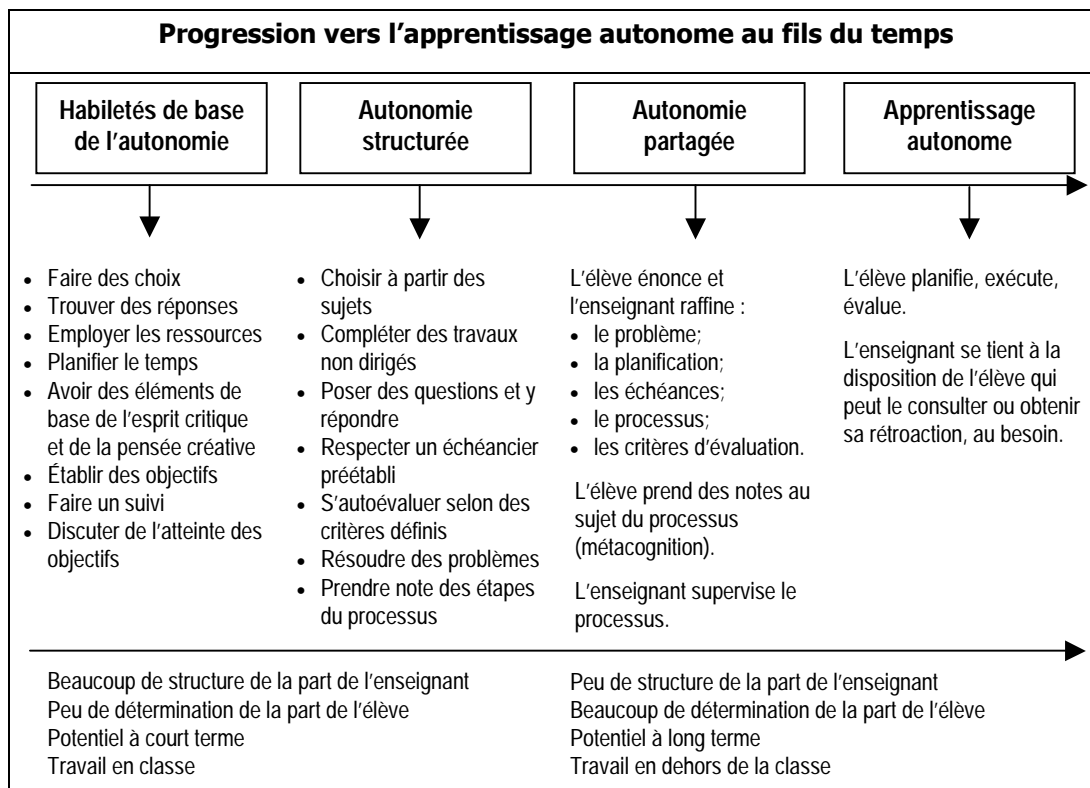 Progression vers l'apprentissage autonome au fils du temps
Habiletés de base
de l'autonomie
Autonomie
structurée
Autonomie
partagée
Apprentissage
autonome
• Faire des choix
• Trouver des réponses
• Employer les ressources
• Planifier le temps
• Avoir des éléments de
base de l'esprit critique
et de la pensée créative
• Établir des objectifs
• Faire un suivi
• Discuter de l'atteinte des
objectifs
• Choisir à partir des
sujets
• Compléter des travaux
non dirigés
• Poser des questions et y
répondre
• Respecter un échéancier
préétabli
• S'autoévaluer selon des
critères définis
• Résoudre des problèmes
• Prendre note des étapes
du processus
L'élève énonce et
l'enseignant raffine :
• le problème;
• la planification;
• les échéances;
• le processus;
• les critères d'évaluation.
L'élève prend des notes au
sujet du processus
(métacognition).
L'enseignant supervise le
processus.
L'élève planifie, exécute,
évalue.
L'enseignant se tient à la
disposition de l'élève qui
peut le consulter ou obtenir
sa rétroaction, au besoin.
Beaucoup de structure de la part de l'enseignant
Peu de détermination de la part de l'élève
Potentiel à court terme
Travail en classe
Peu de structure de la part de l'enseignant
Beaucoup de détermination de la part de l'élève
Potentiel à long terme
Travail en dehors de la classe